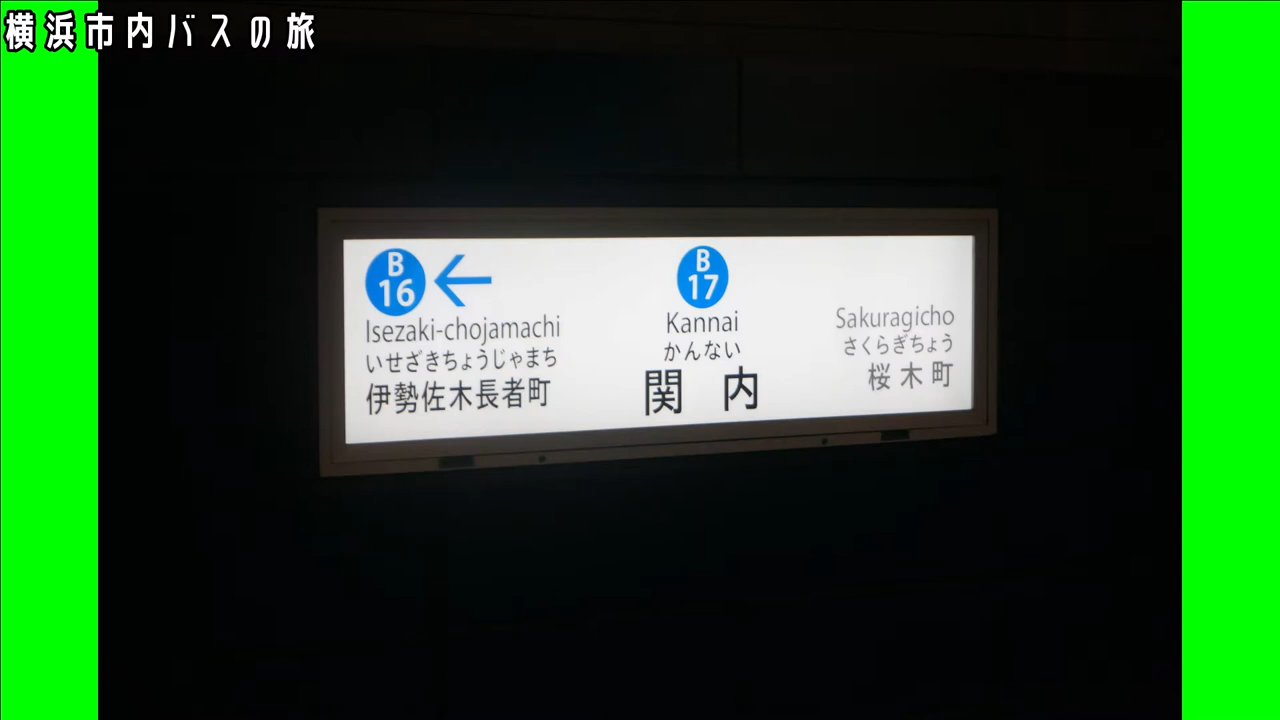 横浜市内バスの旅
B
16
←
Isezaki-chojamachi
いせざきちょうじゃまち
伊勢佐木長者町
B
17
Kannai
かんない
関内
Sakuragicho
さくらぎちょう
桜木町